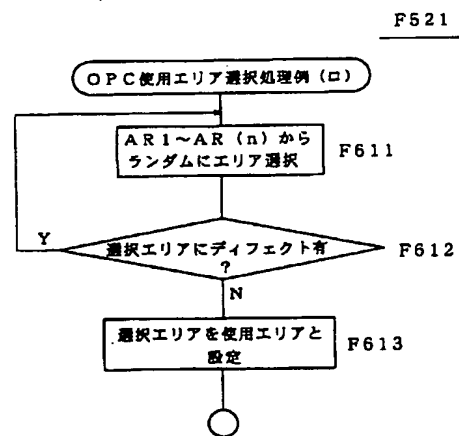 F521
OPC使用エリア選択処理例(ロ)
AR1~AR(n)から
ランダムにエリア選択
F611
Y
選択エリアにディフェクト有
?
F612
N
選択エリアを使用エリアと
設定
F613